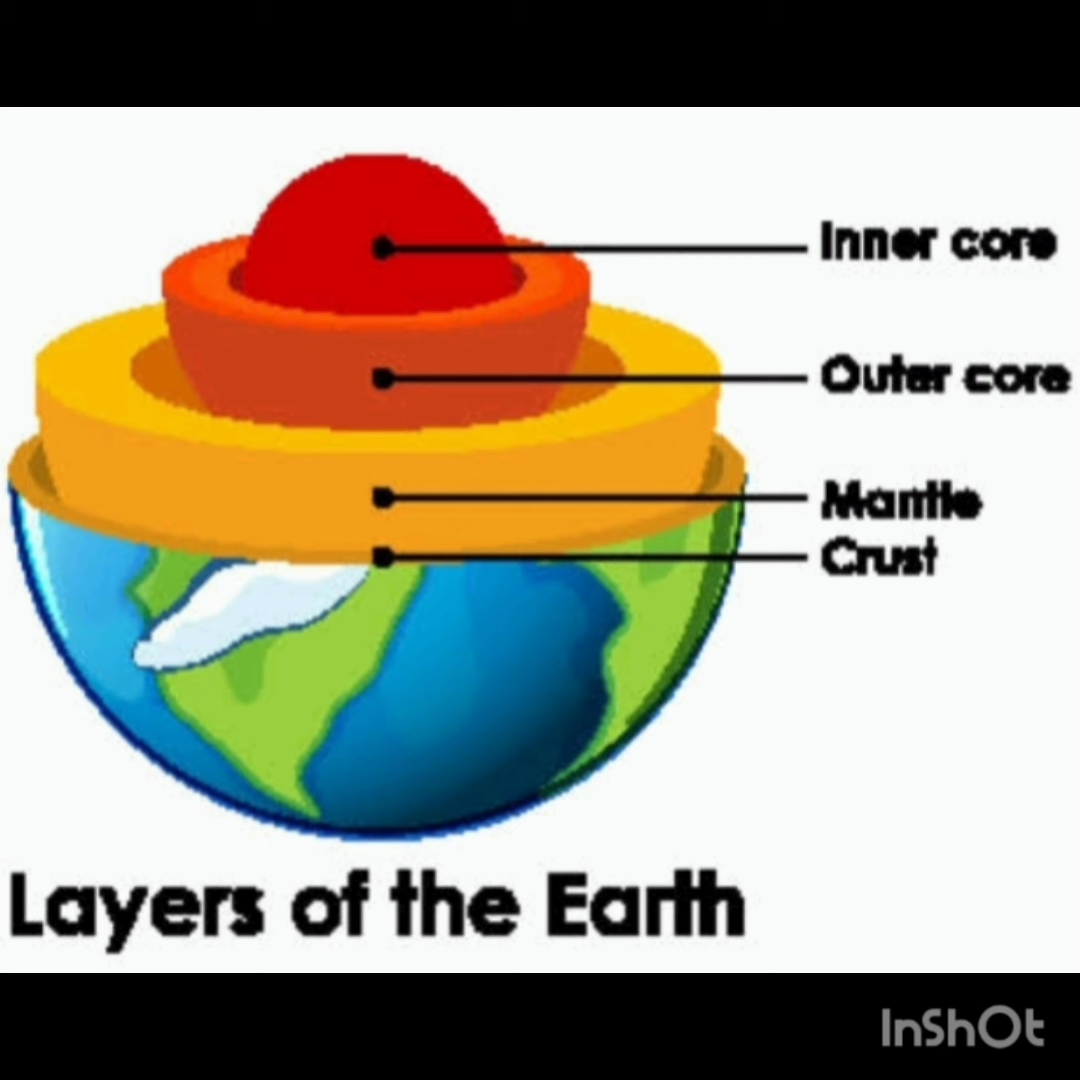 Inner core
Outer core
Mantle
Crust
Layers of the Earth
InShOt